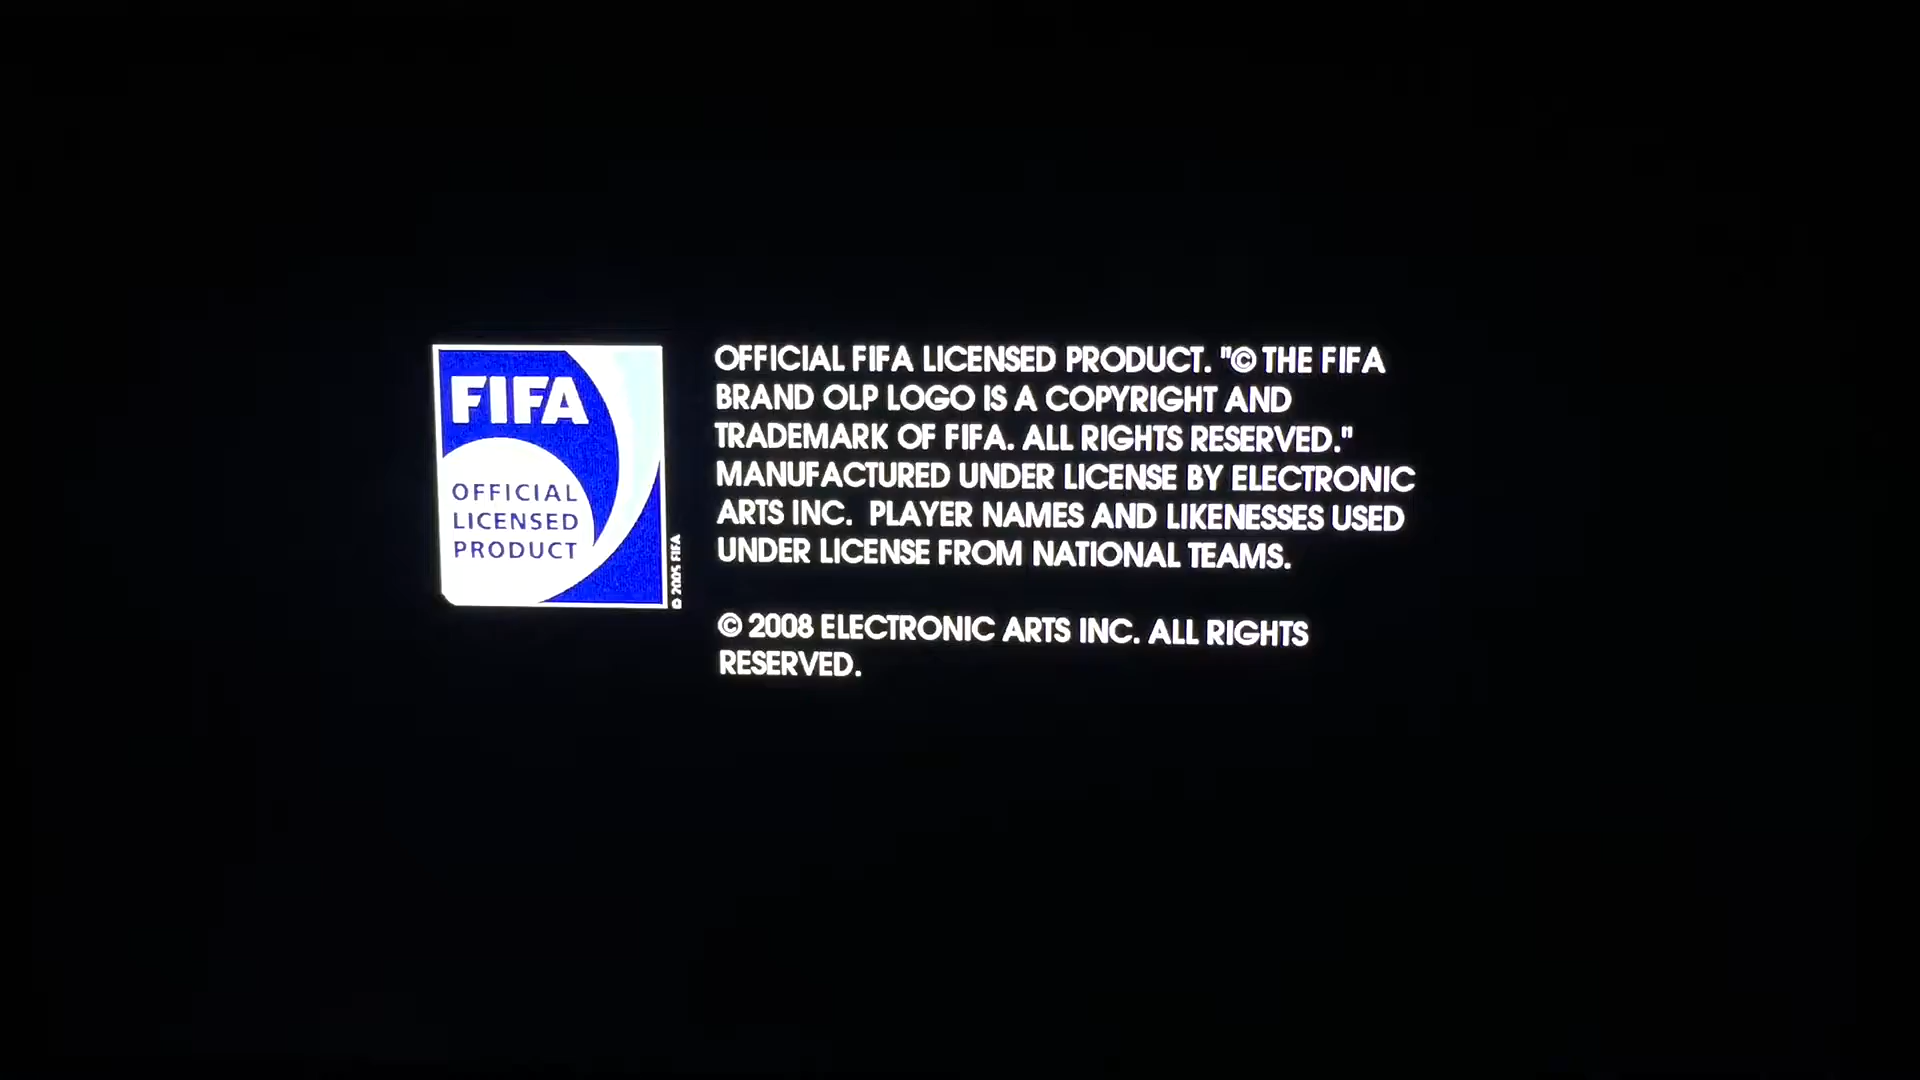 FIFA
OFFICIAL
LICENSED
PRODUCT
© 2005 FIFA
OFFICIAL FIFA LICENSED PRODUCT. "© THE FIFA
BRAND OLP LOGO IS A COPYRIGHT AND
TRADEMARK OF FIFA. ALL RIGHTS RESERVED."
MANUFACTURED UNDER LICENSE BY ELECTRONIC
ARTS INC. PLAYER NAMES AND LIKENESSES USED
UNDER LICENSE FROM NATIONAL TEAMS.
© 2008 ELECTRONIC ARTS INC. ALL RIGHTS
RESERVED.